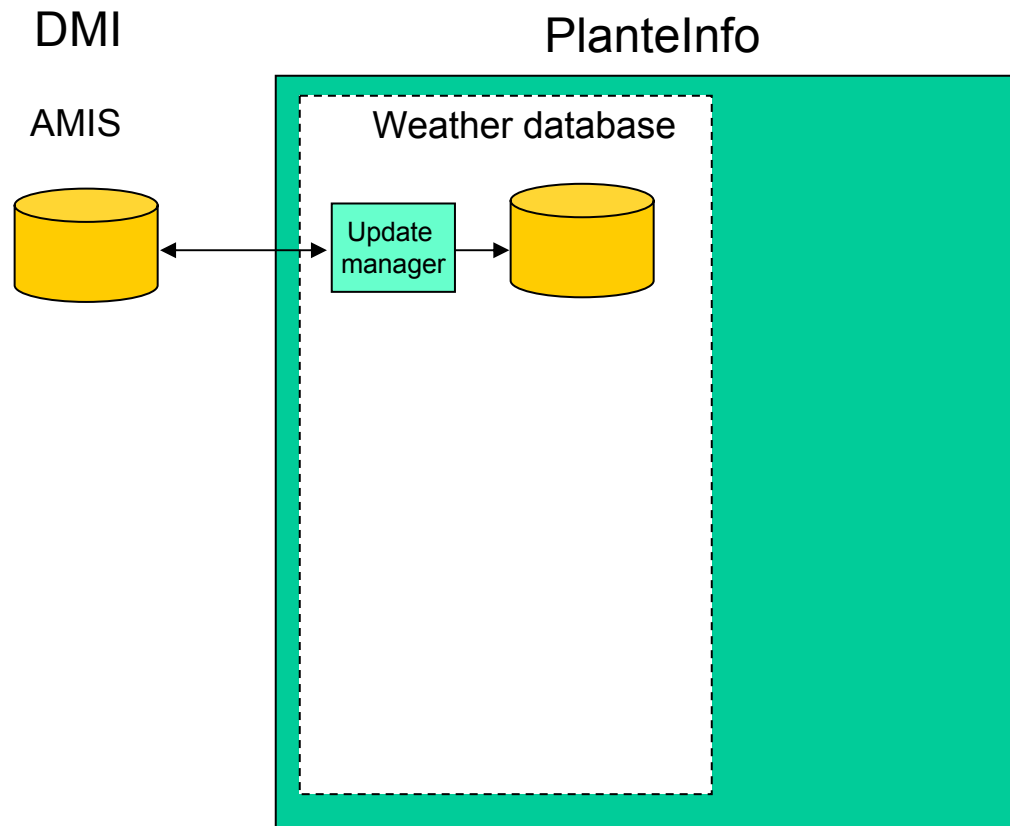 DMI
PlanteInfo
AMIS
Weather database
Update
manager